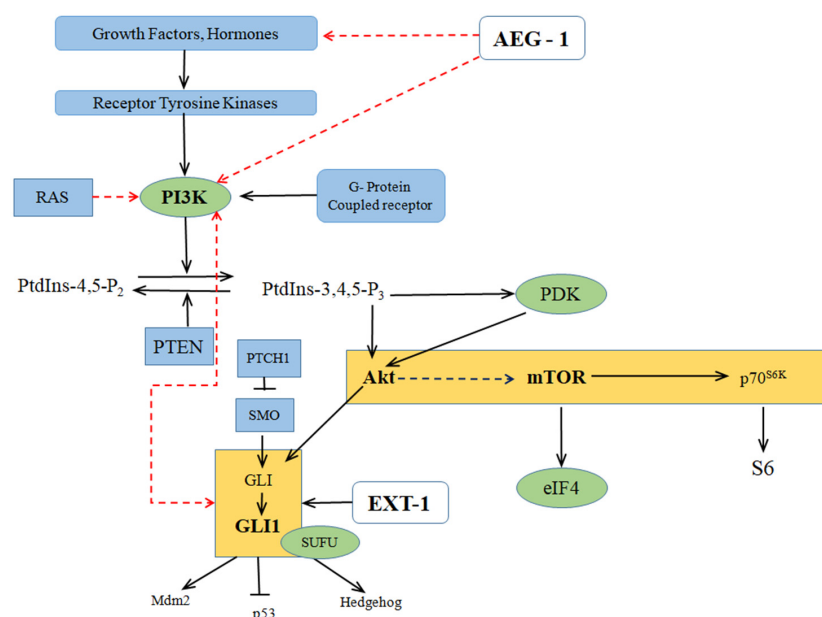 Growth Factors, Hormones
AEG - 1
Receptor Tyrosine Kinases
RAS
PI3K
G- Protein
Coupled receptor
PtdIns-4,5-P₂
PtdIns-3,4,5-P₃
PDK
PTEN
PTCH1
Akt
mTOR
p70ˢ⁶ᴷ
SMO
GLI
S6
eIF4
EXT-1
GLI1
SUFU
Mdm2
p53
Hedgehog